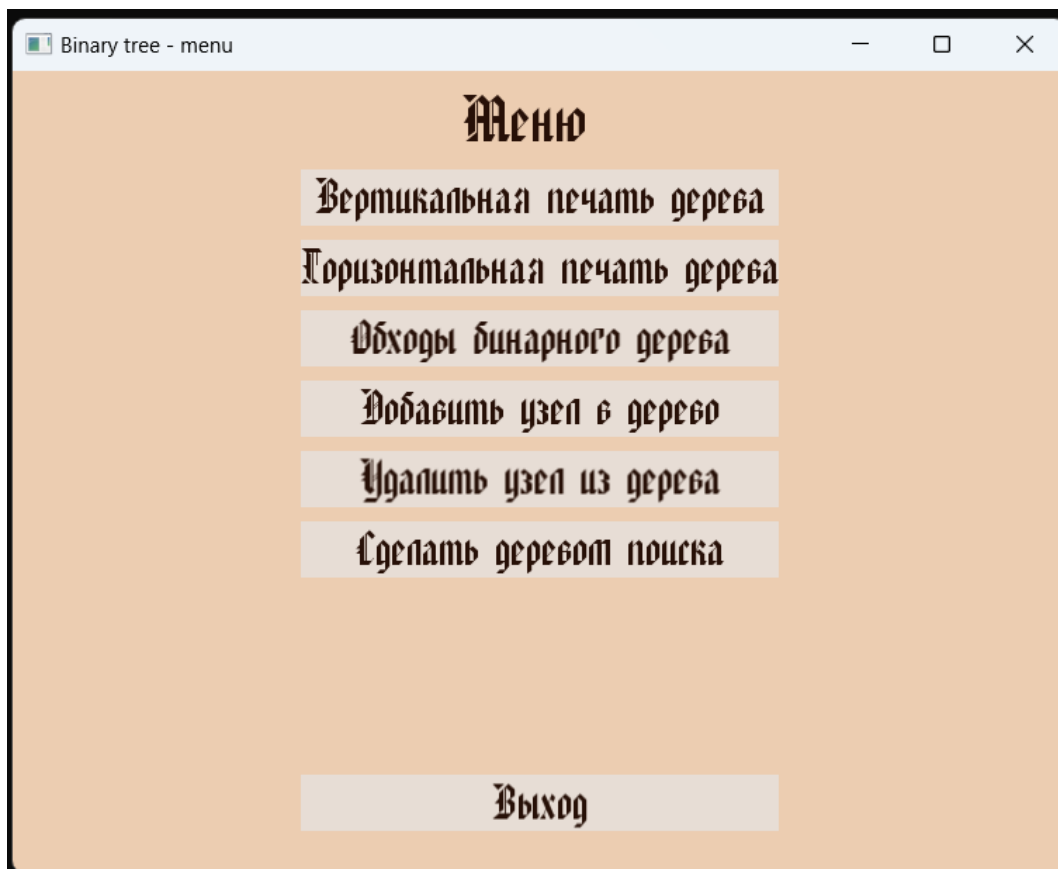 Binary tree - menu
Меню
Вертикальная печать дерева
Горизонтальная печать дерева
Обходы бинарного дерева
Добавить узел в дерево
Удалить узел из дерева
Сделать деревом поиска
Выход